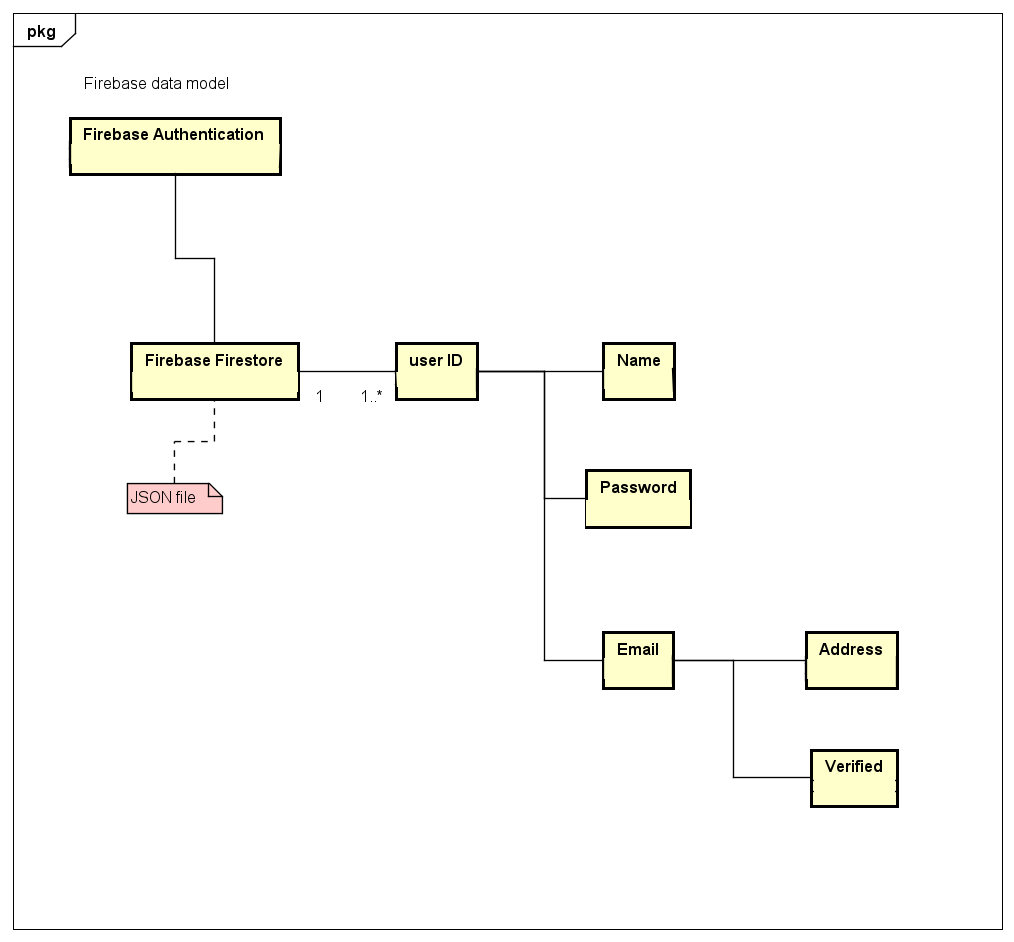 pkg
Firebase data model
Firebase Authentication
Firebase Firestore
user ID
Name
1
1..*
Password
JSON file
Email
Address
Verified